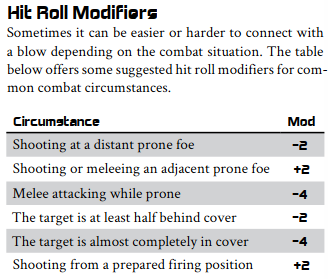 Hit Roll Modifiers
Sometimes it can be easier or harder to connect with
a blow depending on the combat situation. The table
below offers some suggested hit roll modifiers for com-
mon combat circumstances.
Circumstance Mod
Shooting at a distant prone foe -2
Shooting or meleeing an adjacent prone foe +2
Melee attacking while prone -4
The target is at least half behind cover -2
The target is almost completely in cover -4
Shooting from a prepared firing position +2